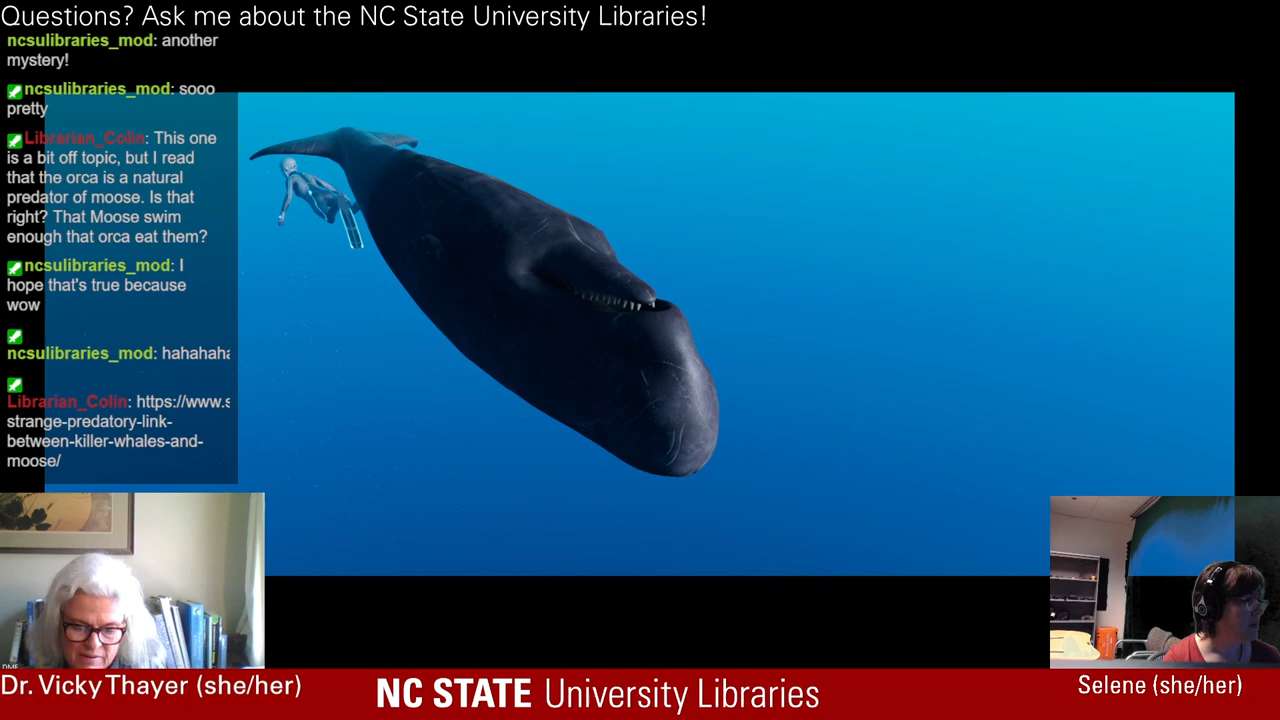 Questions? Ask me about the NC State University Libraries!
ncsulibraries_mod: another
mystery!
ncsulibraries_mod: sooo
pretty
Librarian_Colin: This one
is a bit off topic, but I read
that the orca is a natural
predator of moose. Is that
right? That Moose swim
enough that orca eat them?
ncsulibraries_mod: I
hope that's true because
wow
ncsulibraries_mod: hahahaha
Librarian_Colin: https://www.s
strange-predatory-link-
between-killer-whales-and-
moose/
Dr. Vicky Thayer (she/her)
NC STATE University Libraries
Selene (she/her)